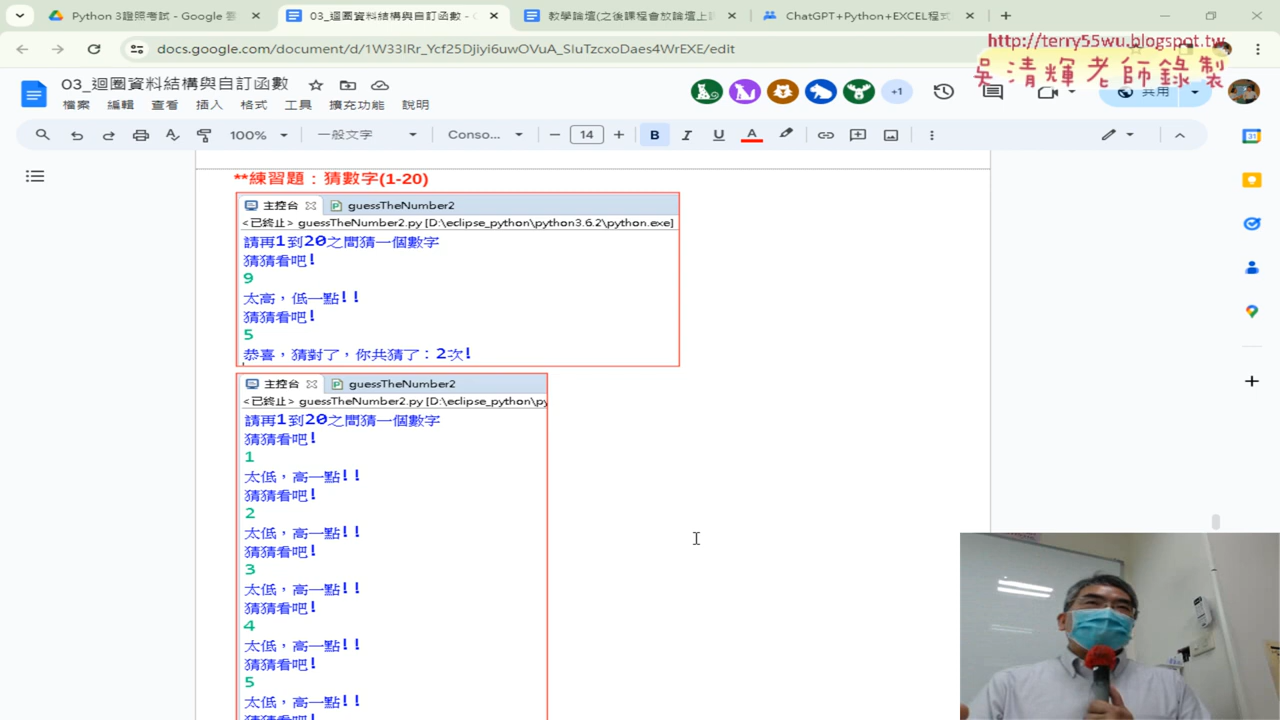 Python 3證照考試 - Google 雲
03_迴圈資料結構與自訂函數 - G
教學論壇(之後課程會放論壇上課
ChatGPT+Python+EXCEL程式
docs.google.com/document/d/1W33IRr_Ycf25DjiyI6uwOVuA_SIuTzcxoDaes4WrEXE/edit
http://terry55wu.blogspot.tw
吳清輝老師錄製
03_迴圈資料結構與自訂函數
檔案 編輯 查看 插入 格式 工具 擴充功能 說明
+1
共用
100% 一般文字 Conso... 14 B I U A
31
**練習題：猜數字(1-20)
主控台 guessTheNumber2
<已終止> guessTheNumber2.py [D:\eclipse_python\python3.6.2\python.exe]
請再1到20之間猜一個數字
猜猜看吧!
9
太高，低一點!!
猜猜看吧!
5
恭喜，猜對了，你共猜了：2次!
主控台 guessTheNumber2
<已終止> guessTheNumber2.py [D:\eclipse_python\py
請再1到20之間猜一個數字
猜猜看吧!
1
太低，高一點!!
猜猜看吧!
2
太低，高一點!!
猜猜看吧!
3
太低，高一點!!
猜猜看吧!
4
太低，高一點!!
猜猜看吧!
5
太低，高一點!!
猜猜看吧!